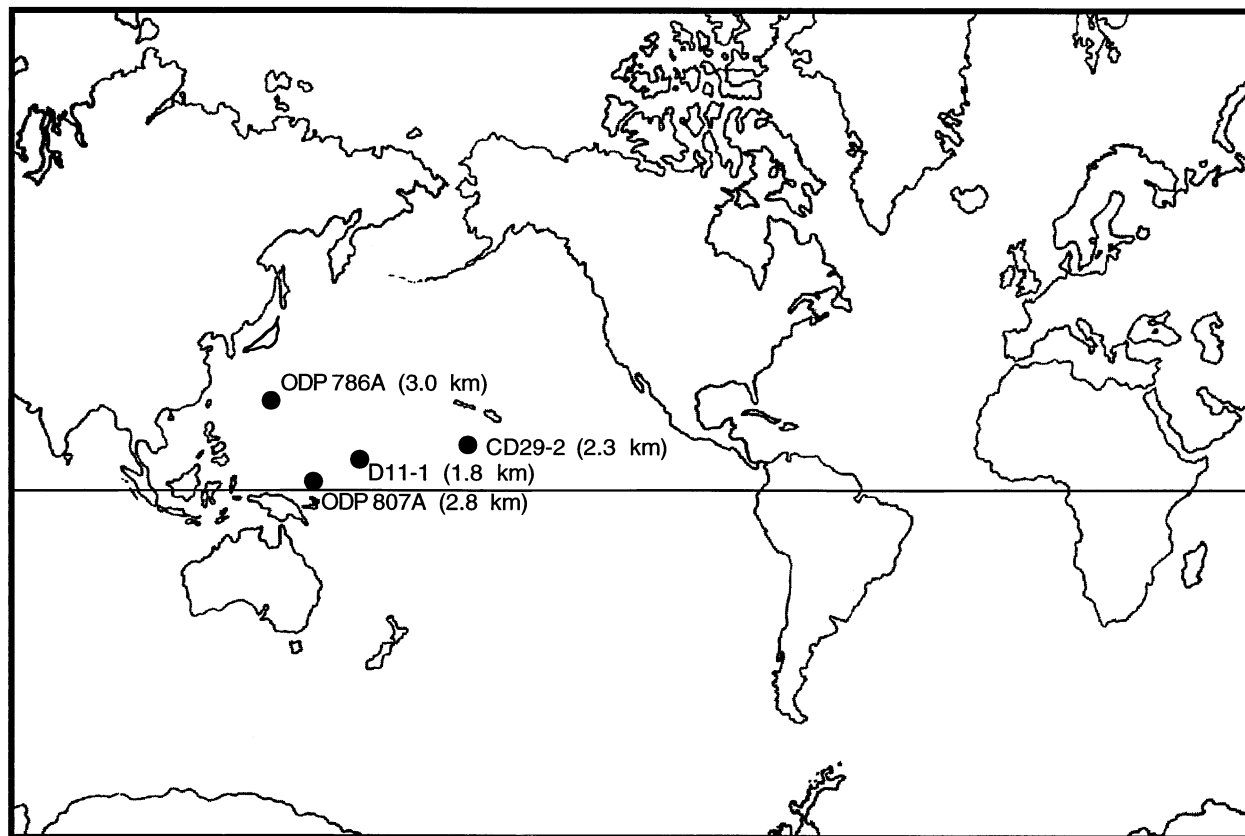 ODP 786A (3.0 km)
CD29-2 (2.3 km)
D11-1 (1.8 km)
ODP 807A (2.8 km)